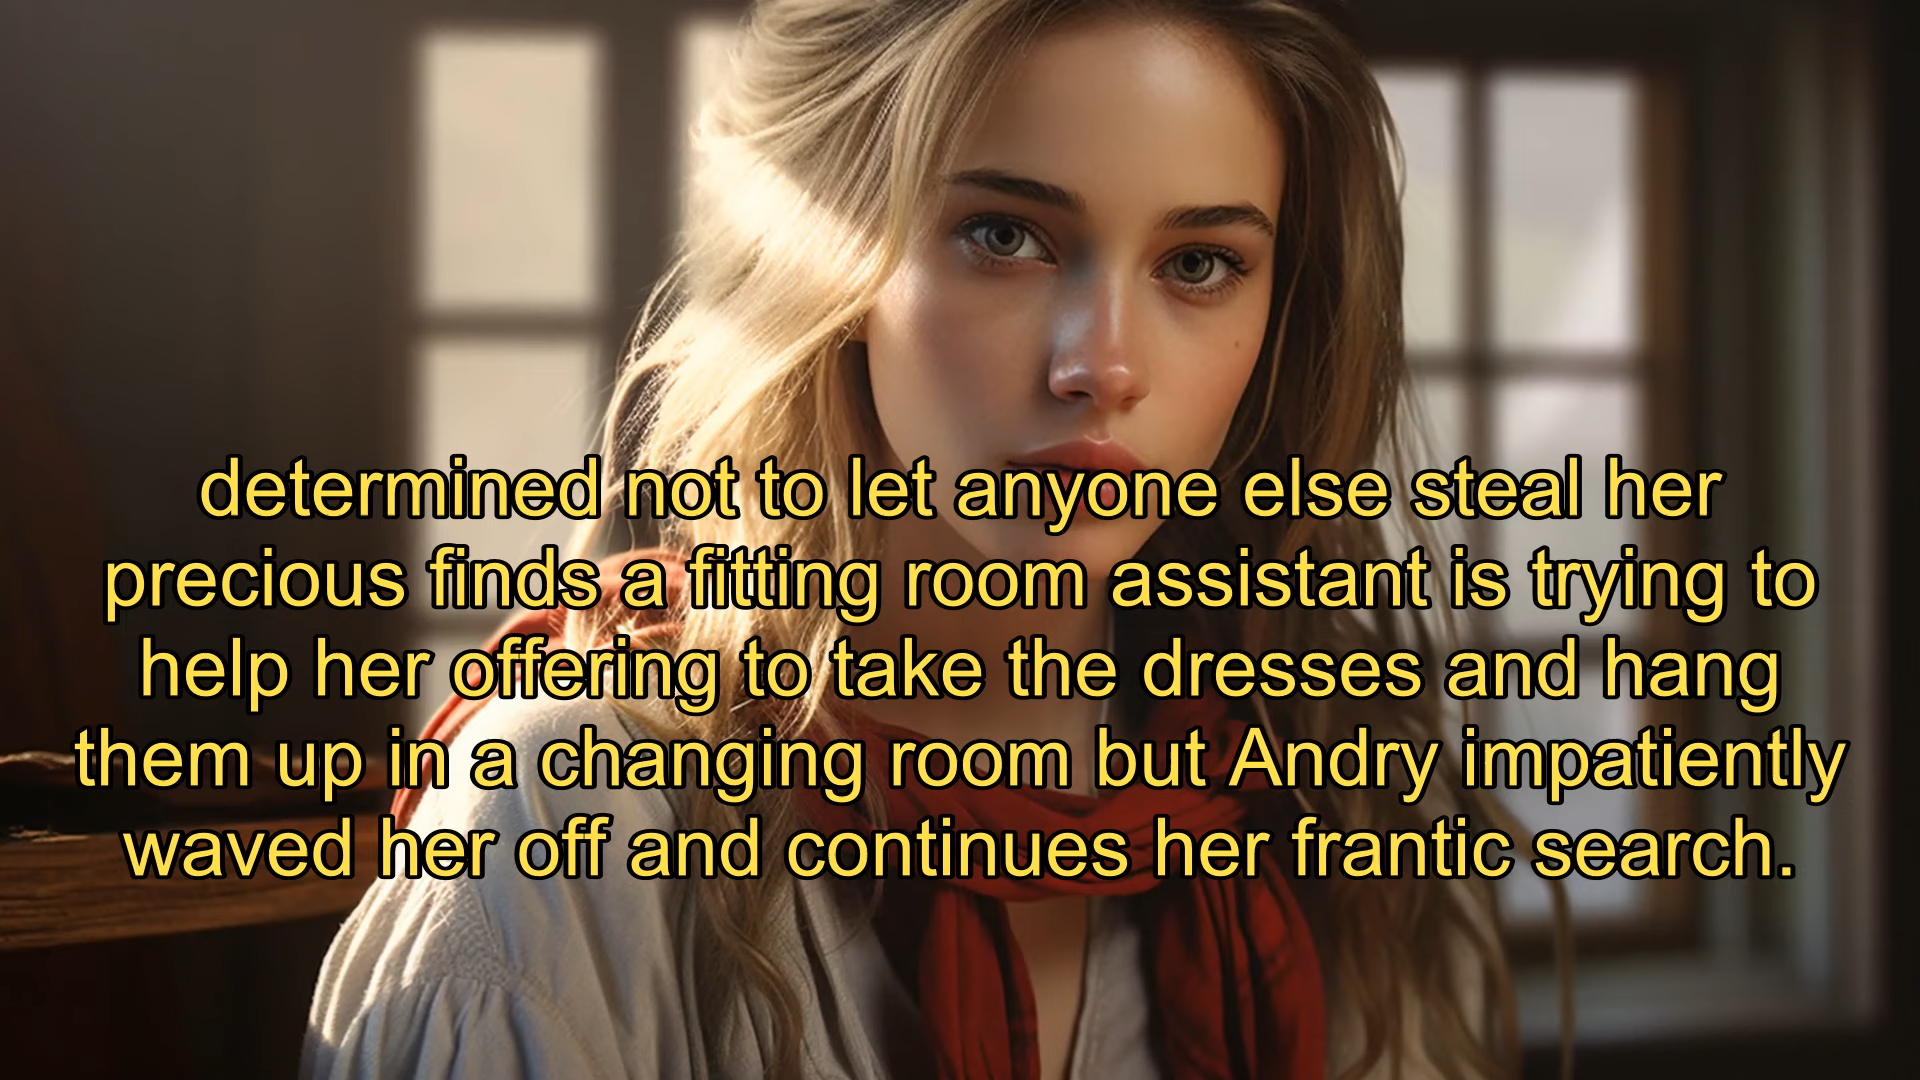 determined not to let anyone else steal her
precious finds a fitting room assistant is trying to
help her offering to take the dresses and hang
them up in a changing room but Andry impatiently
waved her off and continues her frantic search.